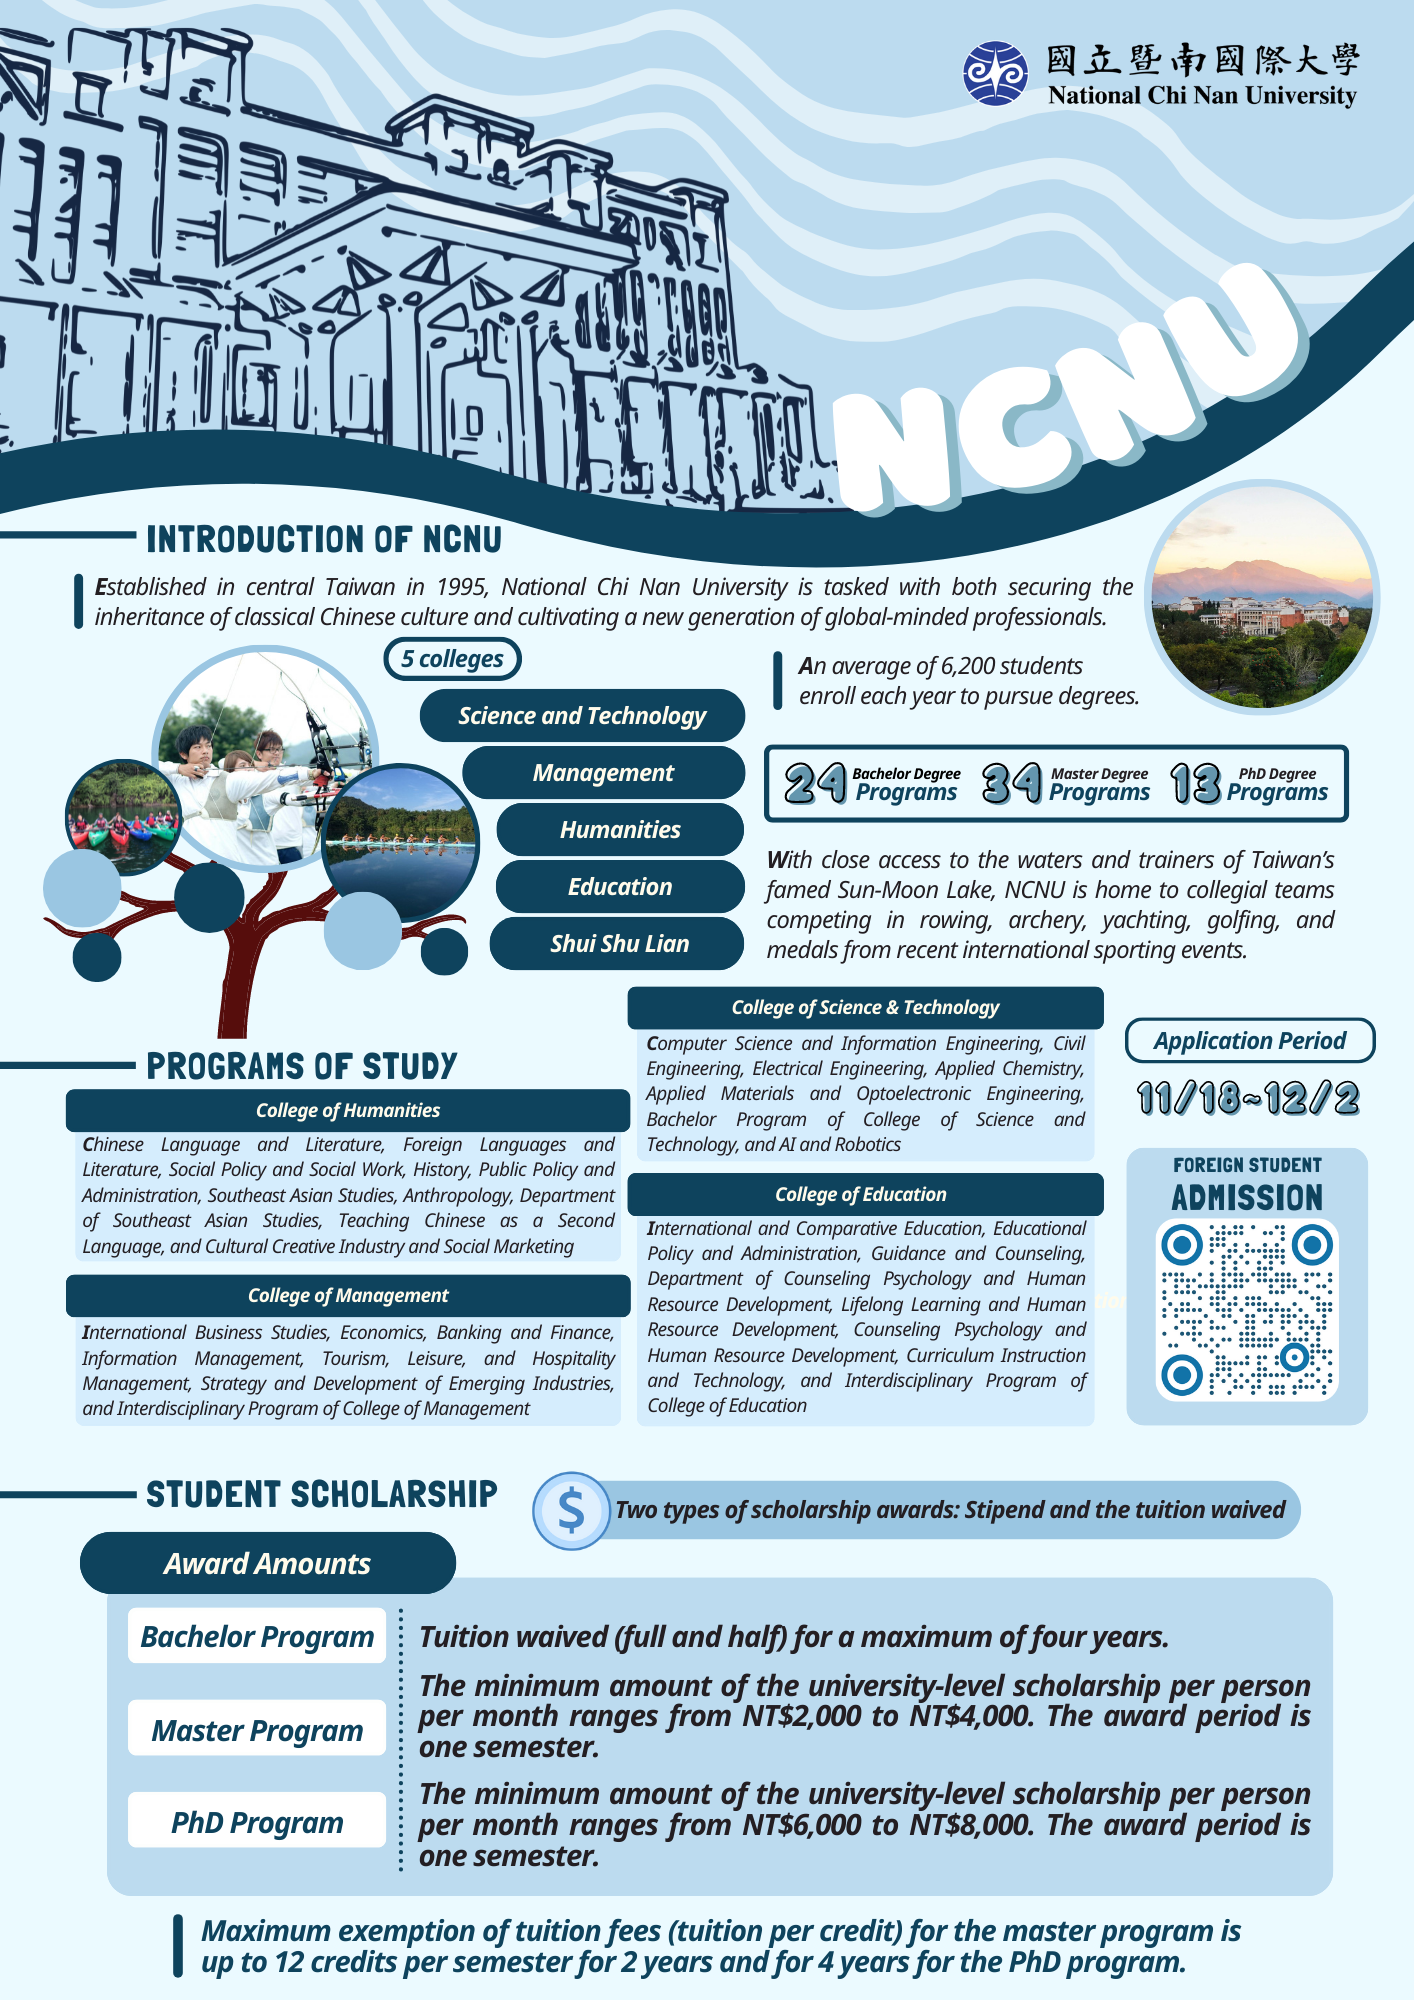 國立暨南國際大學
National Chi Nan University
NCNU
INTRODUCTION OF NCNU
Established in central Taiwan in 1995, National Chi Nan University is tasked with both securing the
inheritance of classical Chinese culture and cultivating a new generation of global-minded professionals.
5 colleges
Science and Technology
Management
Humanities
Education
Shui Shu Lian
An average of 6,200 students
enroll each year to pursue degrees.
24 Bachelor Degree Programs
34 Master Degree Programs
13 PhD Degree Programs
With close access to the waters and trainers of Taiwan's
famed Sun-Moon Lake, NCNU is home to collegial teams
competing in rowing, archery, yachting, golfing, and
medals from recent international sporting events.
PROGRAMS OF STUDY
College of Humanities
Chinese Language and Literature, Foreign Languages and
Literature, Social Policy and Social Work, History, Public Policy and
Administration, Southeast Asian Studies, Anthropology, Department
of Southeast Asian Studies, Teaching Chinese as a Second
Language, and Cultural Creative Industry and Social Marketing
College of Management
International Business Studies, Economics, Banking and Finance,
Information Management, Tourism, Leisure, and Hospitality
Management, Strategy and Development of Emerging Industries,
and Interdisciplinary Program of College of Management
College of Science & Technology
Computer Science and Information Engineering, Civil
Engineering, Electrical Engineering, Applied Chemistry,
Applied Materials and Optoelectronic Engineering,
Bachelor Program of College of Science and
Technology, and AI and Robotics
College of Education
International and Comparative Education, Educational
Policy and Administration, Guidance and Counseling,
Department of Counseling Psychology and Human
Resource Development, Lifelong Learning and Human
Resource Development, Counseling Psychology and
Human Resource Development, Curriculum Instruction
and Technology, and Interdisciplinary Program of
College of Education
Application Period
11/18~12/2
FOREIGN STUDENT
ADMISSION
STUDENT SCHOLARSHIP
$
Two types of scholarship awards: Stipend and the tuition waived
Award Amounts
Bachelor Program
Tuition waived (full and half) for a maximum of four years.
Master Program
The minimum amount of the university-level scholarship per person
per month ranges from NT$2,000 to NT$4,000. The award period is
one semester.
PhD Program
The minimum amount of the university-level scholarship per person
per month ranges from NT$6,000 to NT$8,000. The award period is
one semester.
Maximum exemption of tuition fees (tuition per credit) for the master program is
up to 12 credits per semester for 2 years and for 4 years for the PhD program.